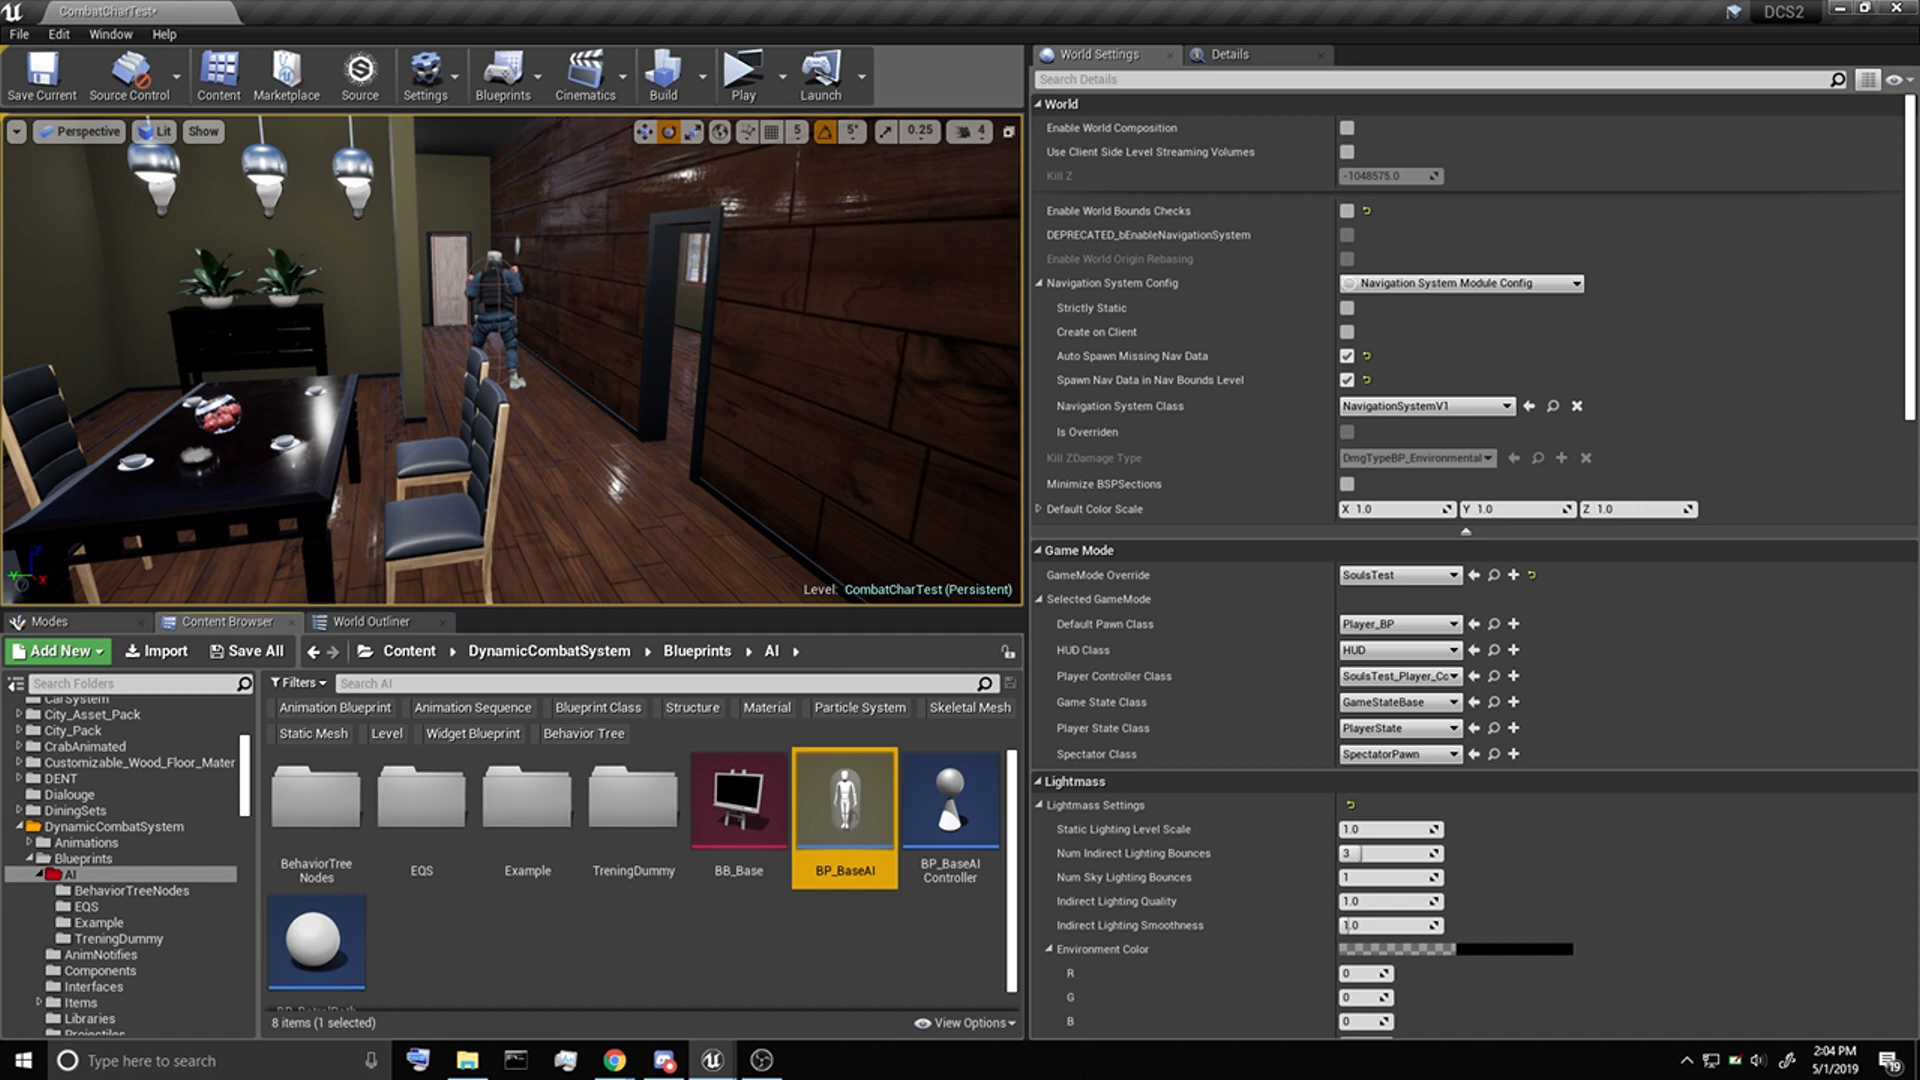 CombatCharTest*
DCS2
File Edit Window Help
Save Current
Source Control
Content
Marketplace
Source
Settings
Blueprints
Cinematics
Build
Play
Launch
Perspective
Lit
Show
5
5°
0.25
4
Level: CombatCharTest (Persistent)
Modes
Content Browser
World Outliner
Add New
Import
Save All
Content
DynamicCombatSystem
Blueprints
AI
Search Folders
CarSystem
City_Asset_Pack
City_Pack
CrabAnimated
Customizable_Wood_Floor_Mater
DENT
Dialouge
DiningSets
DynamicCombatSystem
Animations
Blueprints
AI
BehaviorTreeNodes
EQS
Example
TreningDummy
AnimNotifies
Components
Interfaces
Items
Libraries
Projectiles
Filters
Search AI
Animation Blueprint
Animation Sequence
Blueprint Class
Structure
Material
Particle System
Skeletal Mesh
Static Mesh
Level
Widget Blueprint
Behavior Tree
BehaviorTree
Nodes
EQS
Example
TreningDummy
BB_Base
BP_BaseAI
BP_BaseAI
Controller
8 items (1 selected)
View Options
World Settings
Details
Search Details
World
Enable World Composition
Use Client Side Level Streaming Volumes
Kill Z -1048575.0
Enable World Bounds Checks
DEPRECATED_bEnableNavigationSystem
Enable World Origin Rebasing
Navigation System Config Navigation System Module Config
Strictly Static
Create on Client
Auto Spawn Missing Nav Data
Spawn Nav Data in Nav Bounds Level
Navigation System Class NavigationSystemV1
Is Overriden
Kill ZDamage Type DmgTypeBP_Environmental
Minimize BSPSections
Default Color Scale X 1.0 Y 1.0 Z 1.0
Game Mode
GameMode Override SoulsTest
Selected GameMode
Default Pawn Class Player_BP
HUD Class HUD
Player Controller Class SoulsTest_Player_Cc
Game State Class GameStateBase
Player State Class PlayerState
Spectator Class SpectatorPawn
Lightmass
Lightmass Settings
Static Lighting Level Scale 1.0
Num Indirect Lighting Bounces 3
Num Sky Lighting Bounces 1
Indirect Lighting Quality 1.0
Indirect Lighting Smoothness 1.0
Environment Color
R 0
G 0
B 0
Type here to search
2:04 PM
5/1/2019
19